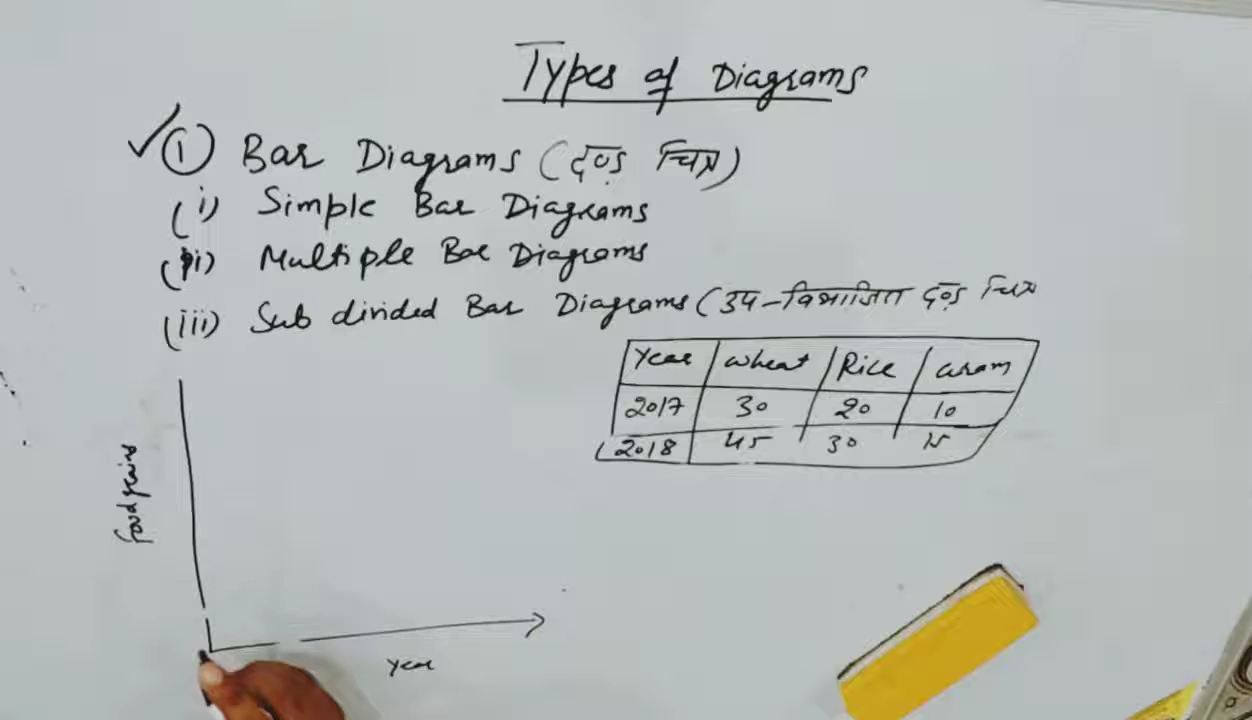 Types of Diagrams
① Bar Diagrams (दण्ड चित्र)
(i) Simple Bar Diagrams
(ii) Multiple Bar Diagrams
(iii) Sub divided Bar Diagrams (उप-विभाजित दण्ड चित्र
Year Wheat Rice Gram
2017 30 20 10
2018 45 30 15
food grains
Year